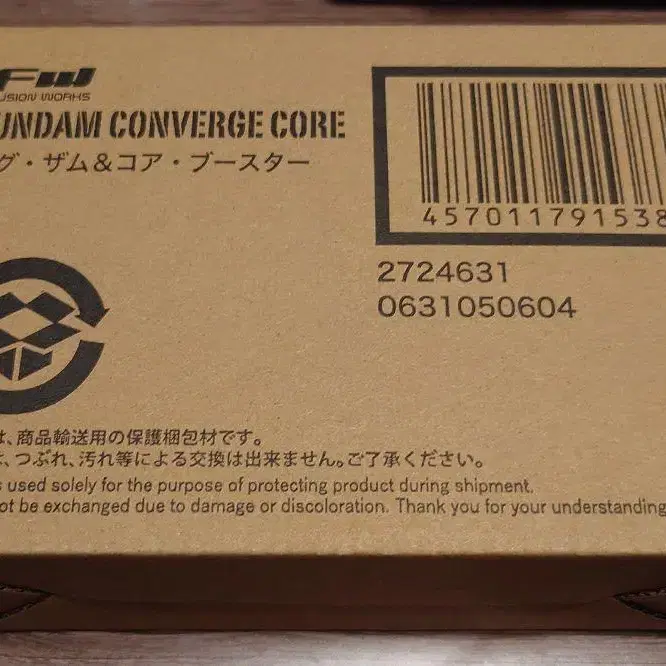 FW
USION WORKS
UNDAM CONVERGE CORE
グ・ザム&コア・ブースター
457011791538
2724631
0631050604
は、商品輸送用の保護梱包材です。
は、つぶれ、汚れ等による交換は出来ません。ご了承ください。
s used solely for the purpose of protecting product during shipment.
ot be exchanged due to damage or discoloration. Thank you for your understanding